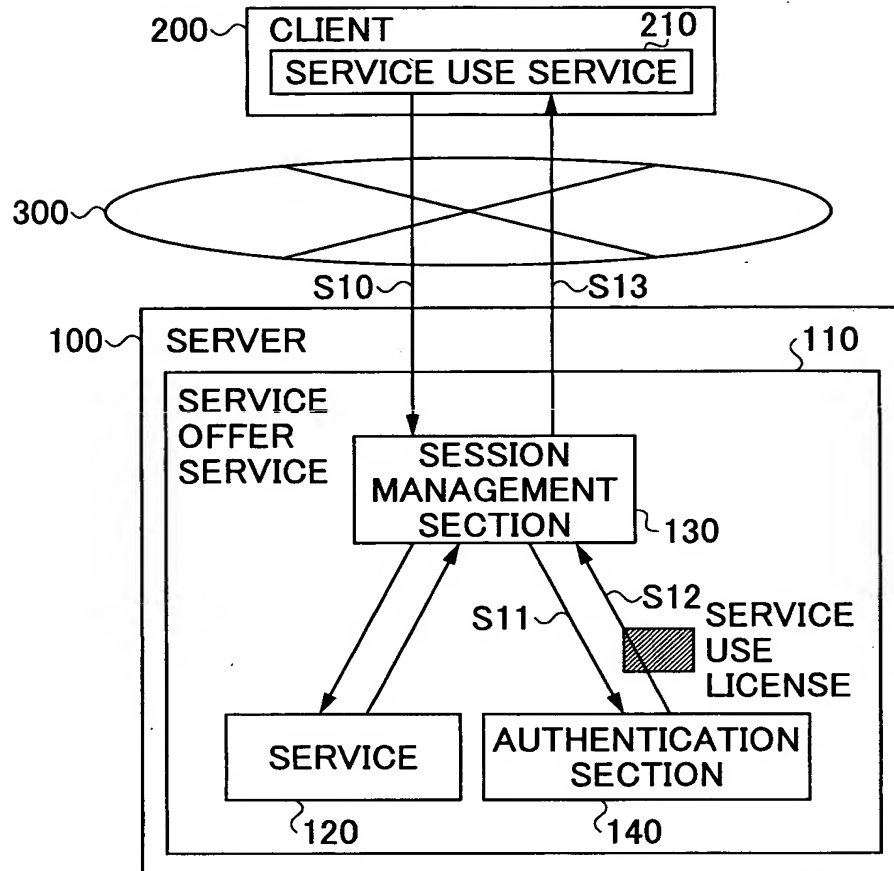 200
CLIENT
210
SERVICE USE SERVICE
300
S10
S13
100
SERVER
110
SERVICE
OFFER
SERVICE
SESSION
MANAGEMENT
SECTION
130
S11
S12
SERVICE
USE
LICENSE
SERVICE
120
AUTHENTICATION
SECTION
140